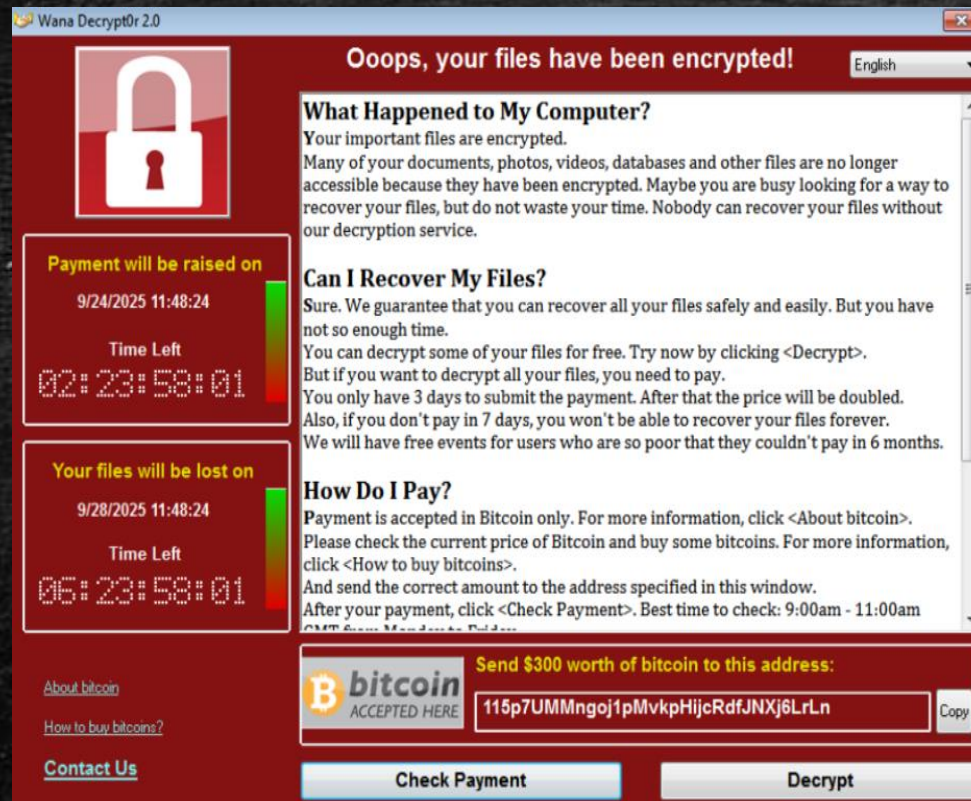 Wana Decrypt0r 2.0
Ooops, your files have been encrypted!
English
What Happened to My Computer?
Your important files are encrypted.
Many of your documents, photos, videos, databases and other files are no longer
accessible because they have been encrypted. Maybe you are busy looking for a way to
recover your files, but do not waste your time. Nobody can recover your files without
our decryption service.
Can I Recover My Files?
Sure. We guarantee that you can recover all your files safely and easily. But you have
not so enough time.
You can decrypt some of your files for free. Try now by clicking <Decrypt>.
But if you want to decrypt all your files, you need to pay.
You only have 3 days to submit the payment. After that the price will be doubled.
Also, if you don't pay in 7 days, you won't be able to recover your files forever.
We will have free events for users who are so poor that they couldn't pay in 6 months.
How Do I Pay?
Payment is accepted in Bitcoin only. For more information, click <About bitcoin>.
Please check the current price of Bitcoin and buy some bitcoins. For more information,
click <How to buy bitcoins>.
And send the correct amount to the address specified in this window.
After your payment, click <Check Payment>. Best time to check: 9:00am - 11:00am
GMT from Monday to Friday.
Payment will be raised on
9/24/2025 11:48:24
Time Left
02:23:58:01
Your files will be lost on
9/28/2025 11:48:24
Time Left
06:23:58:01
About bitcoin
How to buy bitcoins?
Contact Us
bitcoin
ACCEPTED HERE
Send $300 worth of bitcoin to this address:
115p7UMMngoj1pMvkpHijcRdfJNXj6LrLn
Copy
Check Payment
Decrypt